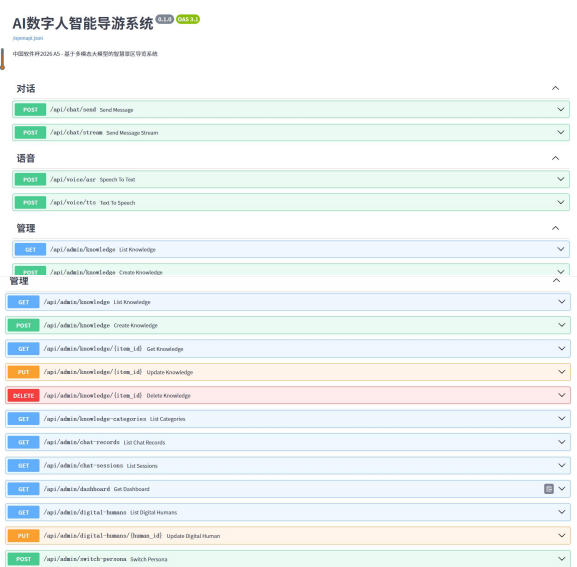 AI数字人智能导游系统 0.1.0 OAS 3.1
/openapi.json
中国软件杯2026 A5 - 基于多模态大模型的智慧景区导览系统
对话
POST /api/chat/send Send Message
POST /api/chat/stream Send Message Stream
语音
POST /api/voice/asr Speech To Text
POST /api/voice/tts Text To Speech
管理
GET /api/admin/knowledge List Knowledge
POST /api/admin/knowledge Create Knowledge
管理
GET /api/admin/knowledge List Knowledge
POST /api/admin/knowledge Create Knowledge
GET /api/admin/knowledge/{item_id} Get Knowledge
PUT /api/admin/knowledge/{item_id} Update Knowledge
DELETE /api/admin/knowledge/{item_id} Delete Knowledge
GET /api/admin/knowledge-categories List Categories
GET /api/admin/chat-records List Chat Records
GET /api/admin/chat-sessions List Sessions
GET /api/admin/dashboard Get Dashboard
GET /api/admin/digital-humans List Digital Humans
PUT /api/admin/digital-humans/{human_id} Update Digital Human
POST /api/admin/switch-persona Switch Persona